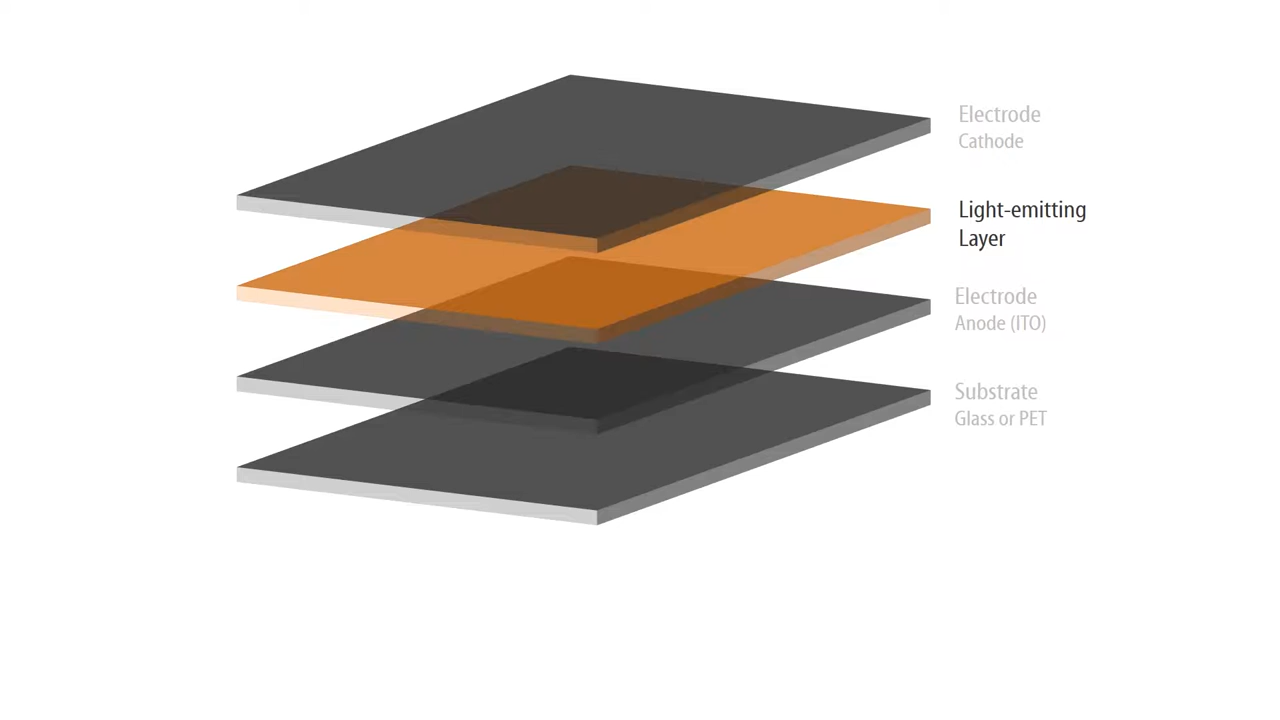 Electrode
Cathode
Light-emitting
Layer
Electrode
Anode (ITO)
Substrate
Glass or PET